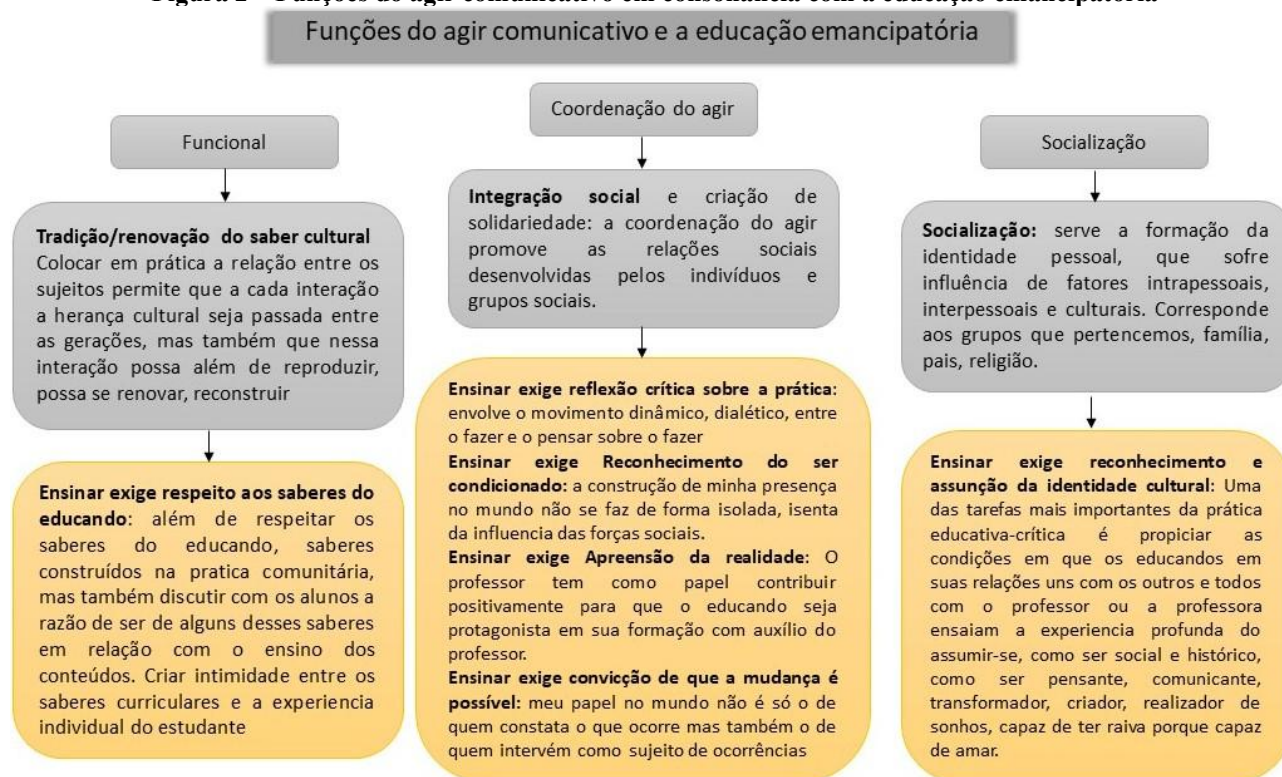 Figura – Funções do agir comunicativo em consonância com a educação emancipatória
Funções do agir comunicativo e a educação emancipatória
Funcional
Tradição/renovação do saber cultural
Colocar em prática a relação entre os
sujeitos permite que a cada interação
a herança cultural seja passada entre
as gerações, mas também que nessa
interação possa além de reproduzir,
possa se renovar, reconstruir
Ensinar exige respeito aos saberes do
educando: além de respeitar os
saberes do educando, saberes
construídos na pratica comunitária,
mas também discutir com os alunos a
razão de ser de alguns desses saberes
em relação com o ensino dos
conteúdos. Criar intimidade entre os
saberes curriculares e a experiencia
individual do estudante
Coordenação do agir
Integração social e criação de
solidariedade: a coordenação do agir
promove as relações sociais
desenvolvidas pelos indivíduos e
grupos sociais.
Ensinar exige reflexão crítica sobre a prática:
envolve o movimento dinâmico, dialético, entre
o fazer e o pensar sobre o fazer
Ensinar exige Reconhecimento do ser
condicionado: a construção de minha presença
no mundo não se faz de forma isolada, isenta
da influencia das forças sociais.
Ensinar exige Apreensão da realidade: O
professor tem como papel contribuir
positivamente para que o educando seja
protagonista em sua formação com auxílio do
professor.
Ensinar exige convicção de que a mudança é
possível: meu papel no mundo não é só o de
quem constata o que ocorre mas também o de
quem intervém como sujeito de ocorrências
Socialização
Socialização: serve a formação da
identidade pessoal, que sofre
influência de fatores intrapessoais,
interpessoais e culturais. Corresponde
aos grupos que pertencemos, família,
pais, religião.
Ensinar exige reconhecimento e
assunção da identidade cultural: Uma
das tarefas mais importantes da prática
educativa-crítica é propiciar as
condições em que os educandos em
suas relações uns com os outros e todos
com o professor ou a professora
ensaiam a experiencia profunda do
assumir-se, como ser social e histórico,
como ser pensante, comunicante,
transformador, criador, realizador de
sonhos, capaz de ter raiva porque capaz
de amar.